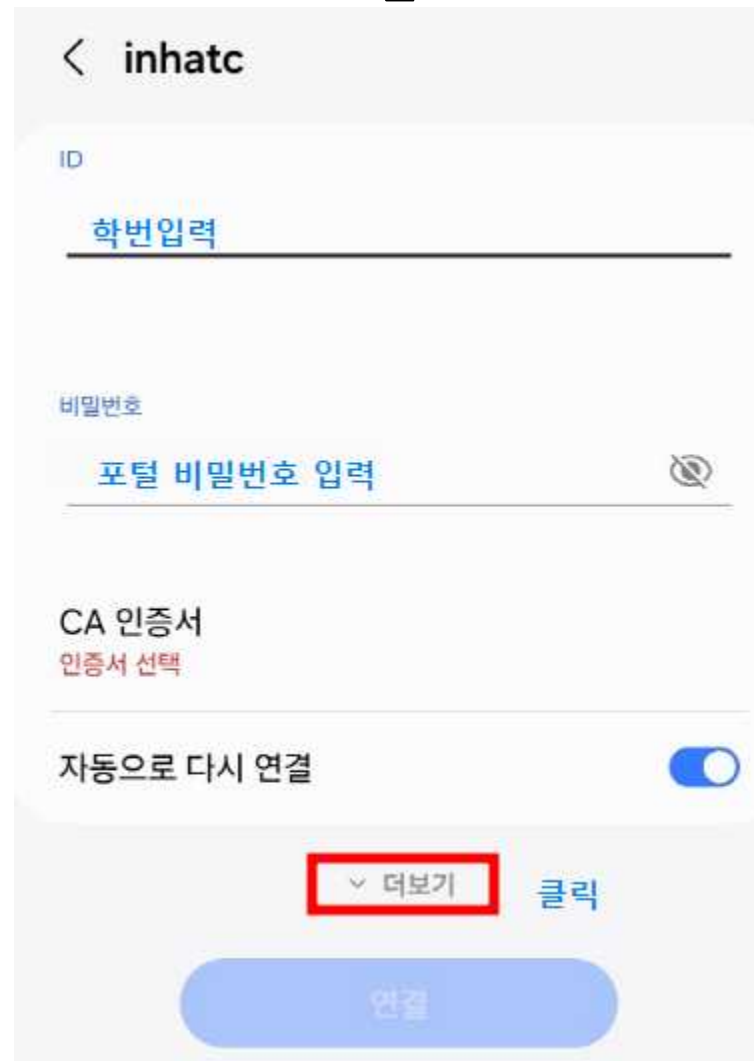 inhatc
ID
학번입력
비밀번호
포털 비밀번호 입력
CA 인증서
인증서 선택
자동으로 다시 연결
더보기 클릭
연결